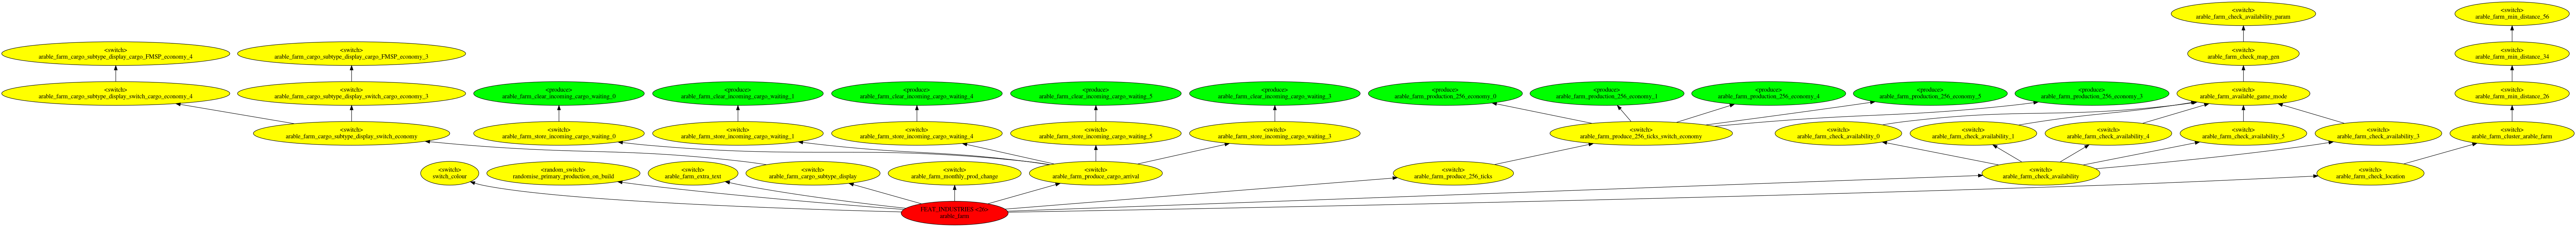 <switch>
arable_farm_check_availability_param
<switch>
arable_farm_min_distance_56
<switch>
arable_farm_cargo_subtype_display_cargo_FMSP_economy_4
<switch>
arable_farm_cargo_subtype_display_cargo_FMSP_economy_3
<switch>
arable_farm_check_map_gen
<switch>
arable_farm_min_distance_34
<switch>
arable_farm_cargo_subtype_display_switch_cargo_economy_4
<switch>
arable_farm_cargo_subtype_display_switch_cargo_economy_3
<produce>
arable_farm_clear_incoming_cargo_waiting_0
<produce>
arable_farm_clear_incoming_cargo_waiting_1
<produce>
arable_farm_clear_incoming_cargo_waiting_4
<produce>
arable_farm_clear_incoming_cargo_waiting_5
<produce>
arable_farm_clear_incoming_cargo_waiting_3
<produce>
arable_farm_production_256_economy_0
<produce>
arable_farm_production_256_economy_1
<produce>
arable_farm_production_256_economy_4
<produce>
arable_farm_production_256_economy_5
<produce>
arable_farm_production_256_economy_3
<switch>
arable_farm_available_game_mode
<switch>
arable_farm_min_distance_26
<switch>
arable_farm_cargo_subtype_display_switch_economy
<switch>
arable_farm_store_incoming_cargo_waiting_0
<switch>
arable_farm_store_incoming_cargo_waiting_1
<switch>
arable_farm_store_incoming_cargo_waiting_4
<switch>
arable_farm_store_incoming_cargo_waiting_5
<switch>
arable_farm_store_incoming_cargo_waiting_3
<switch>
arable_farm_produce_256_ticks_switch_economy
<switch>
arable_farm_check_availability_0
<switch>
arable_farm_check_availability_1
<switch>
arable_farm_check_availability_4
<switch>
arable_farm_check_availability_5
<switch>
arable_farm_check_availability_3
<switch>
arable_farm_cluster_arable_farm
<switch>
switch_colour
<random_switch>
randomise_primary_production_on_build
<switch>
arable_farm_extra_text
<switch>
arable_farm_cargo_subtype_display
<switch>
arable_farm_monthly_prod_change
<switch>
arable_farm_produce_cargo_arrival
<switch>
arable_farm_produce_256_ticks
<switch>
arable_farm_check_availability
<switch>
arable_farm_check_location
arable_farm